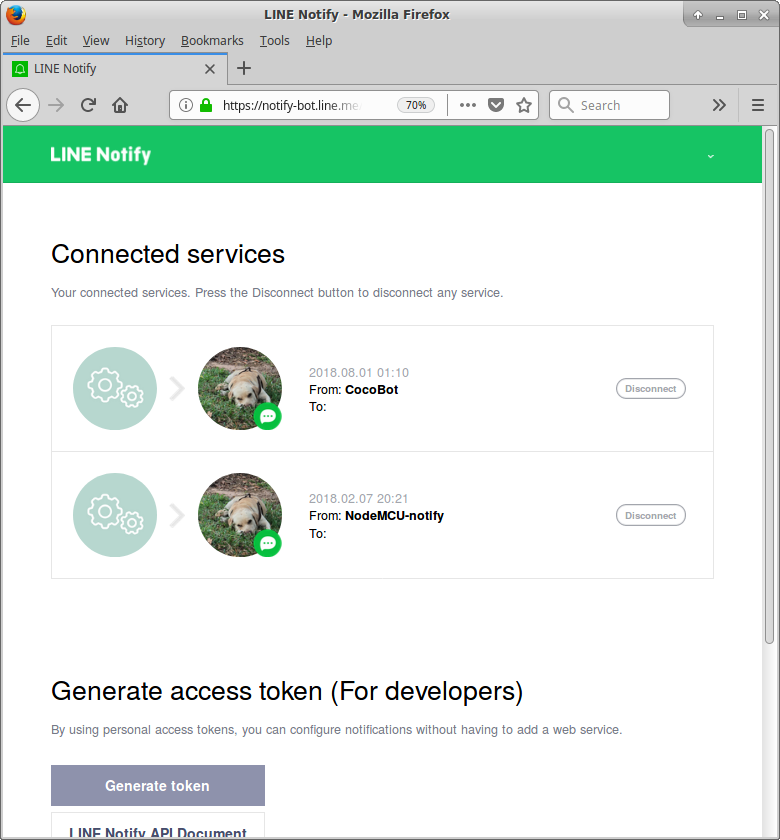 LINE Notify - Mozilla Firefox
File Edit View History Bookmarks Tools Help
LINE Notify
https://notify-bot.line.me 70% Search
LINE Notify
Connected services
Your connected services. Press the Disconnect button to disconnect any service.
2018.08.01 01:10
From: CocoBot
To:
Disconnect
2018.02.07 20:21
From: NodeMCU-notify
To:
Disconnect
Generate access token (For developers)
By using personal access tokens, you can configure notifications without having to add a web service.
Generate token
LINE Notify API Document